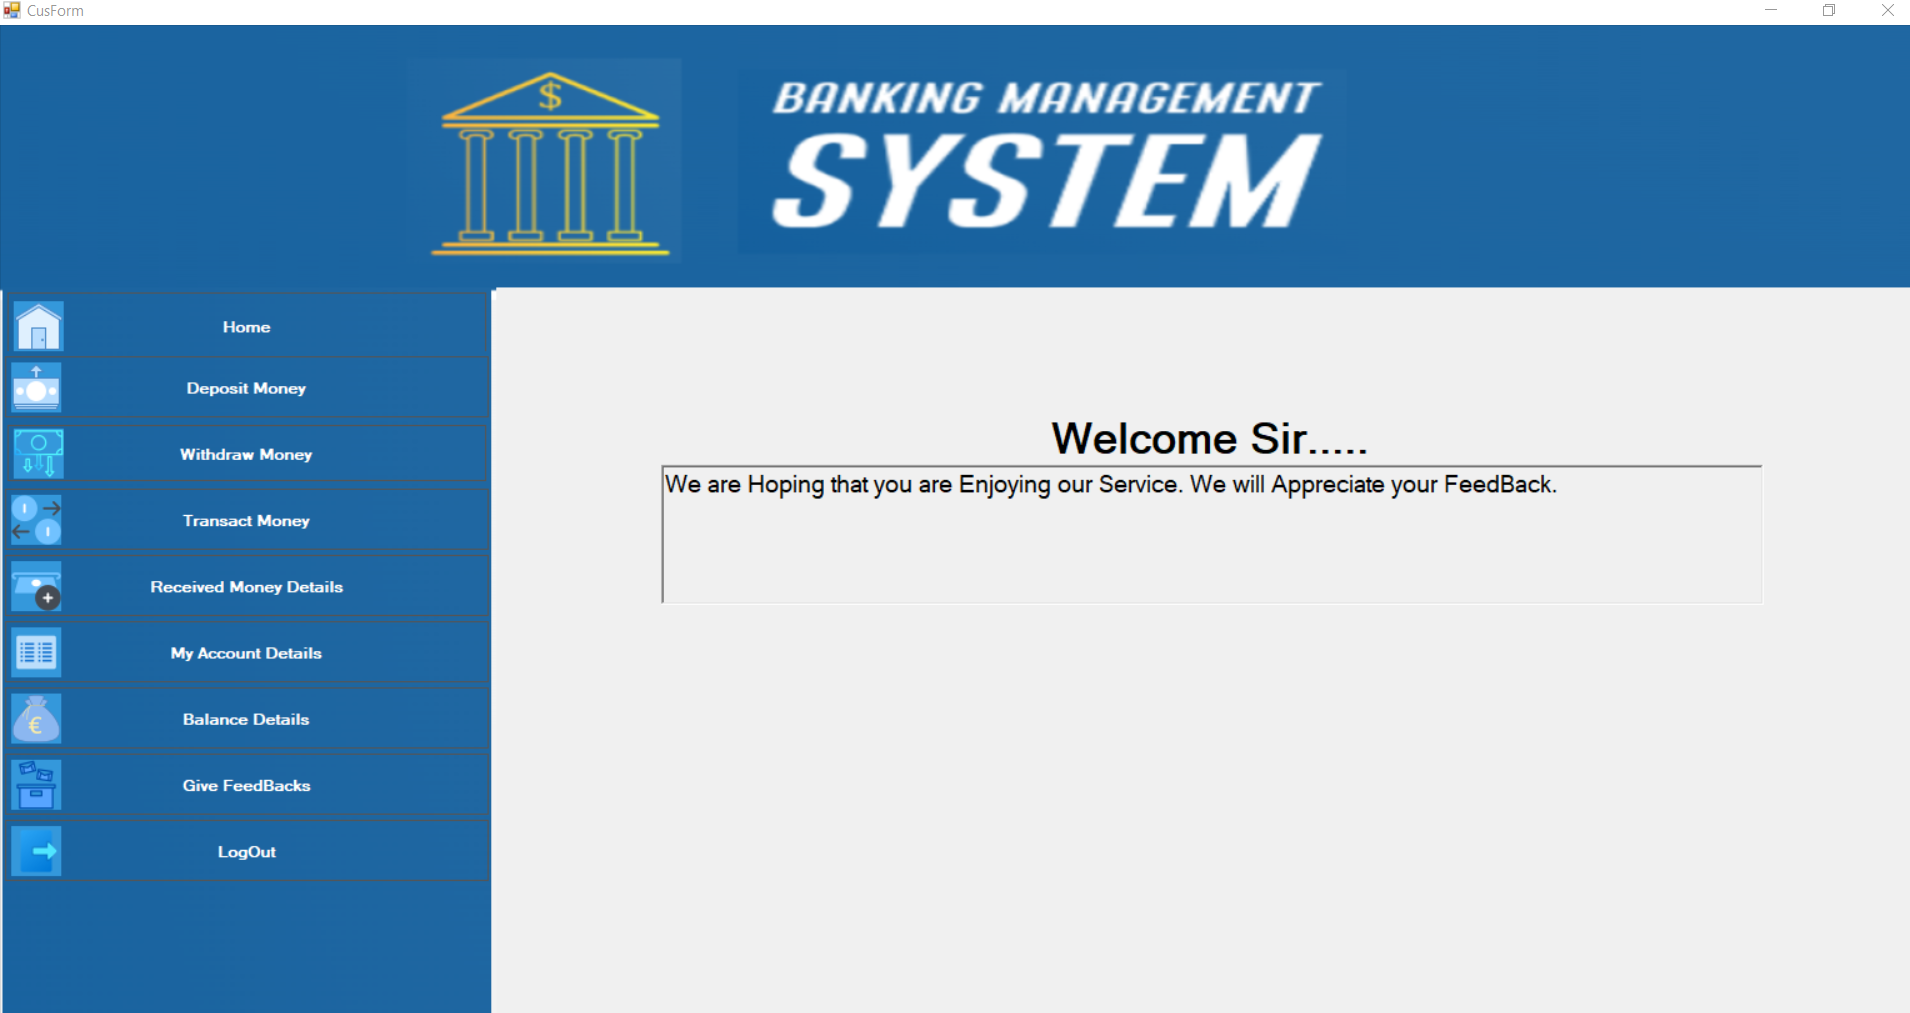 CusForm
$
BANKING MANAGEMENT
SYSTEM
Home
Deposit Money
Withdraw Money
Transact Money
Received Money Details
My Account Details
€
Balance Details
Give FeedBacks
LogOut
Welcome Sir.....
We are Hoping that you are Enjoying our Service. We will Appreciate your FeedBack.